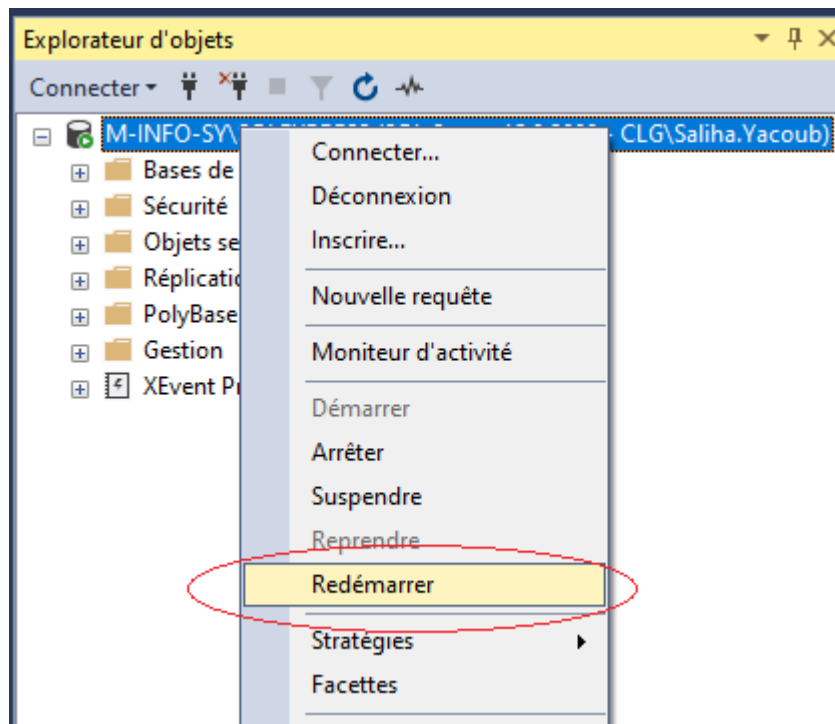 Explorateur d'objets
Connecter
M-INFO-SY\ - CLG\Saliha.Yacoub)
Bases de
Sécurité
Objets se
Réplicatio
PolyBase
Gestion
XEvent P
Connecter...
Déconnexion
Inscrire...
Nouvelle requête
Moniteur d'activité
Démarrer
Arrêter
Suspendre
Reprendre
Redémarrer
Stratégies
Facettes